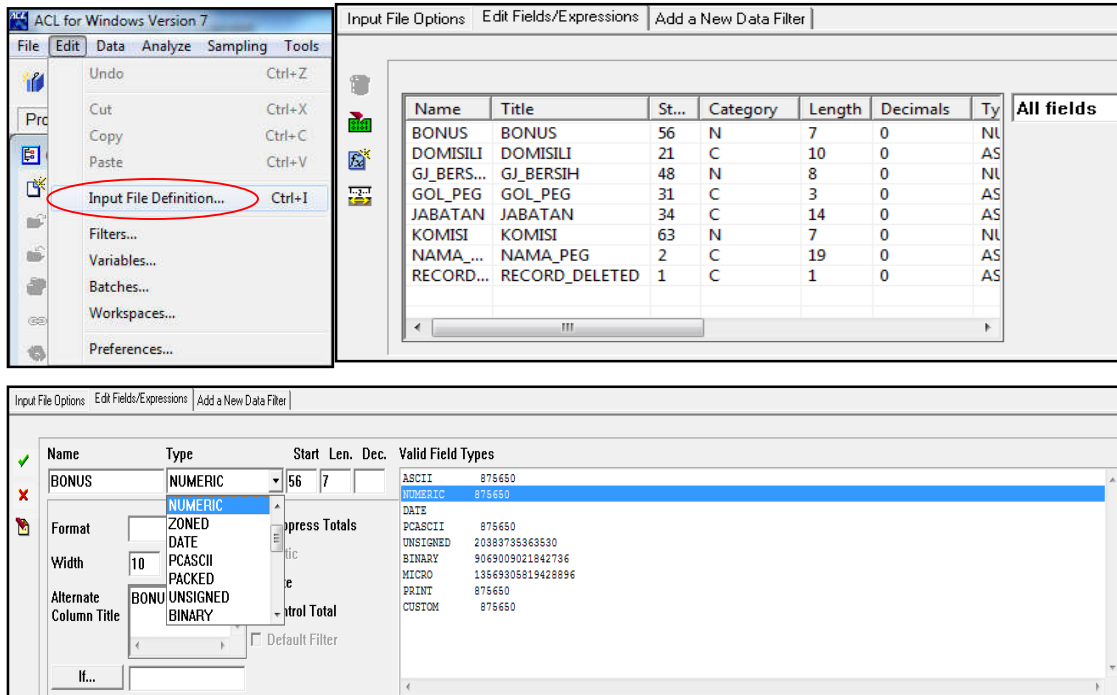 ACL for Windows Version 7
File Edit Data Analyze Sampling Tools
Undo Ctrl+Z
Cut Ctrl+X
Copy Ctrl+C
Paste Ctrl+V
Input File Definition... Ctrl+I
Filters...
Variables...
Batches...
Workspaces...
Preferences...
Pro
Input File Options Edit Fields/Expressions Add a New Data Filter
Name Title St... Category Length Decimals Ty
BONUS BONUS 56 N 7 0 NU
DOMISILI DOMISILI 21 C 10 0 AS
GJ_BERS... GJ_BERSIH 48 N 8 0 NU
GOL_PEG GOL_PEG 31 C 3 0 AS
JABATAN JABATAN 34 C 14 0 AS
KOMISI KOMISI 63 N 7 0 NU
NAMA_... NAMA_PEG 2 C 19 0 AS
RECORD... RECORD_DELETED 1 C 1 0 AS
All fields
Input File Options Edit Fields/Expressions Add a New Data Filter
Name Type Start Len. Dec. Valid Field Types
BONUS NUMERIC 56 7
NUMERIC
ZONED
DATE
PCASCII
PACKED
UNSIGNED
BINARY
Format
Width 10
Alternate
Column Title
BONU
If...
ppress Totals
tic
te
ntrol Total
Default Filter
ASCII 875650
NUMERIC 875650
DATE
PCASCII 875650
UNSIGNED 20383735363530
BINARY 9069009021842736
MICRO 13569305819428896
PRINT 875650
CUSTOM 875650